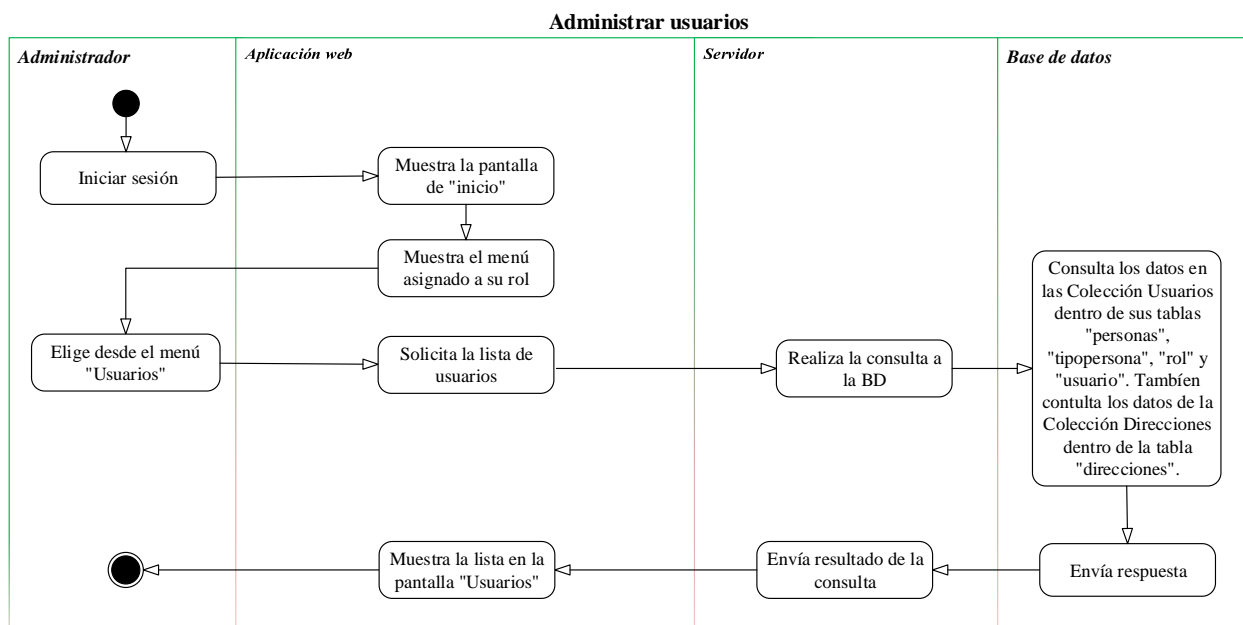 Administrar usuarios
Administrador
Aplicación web
Servidor
Base de datos
Iniciar sesión
Muestra la pantalla
de "inicio"
Muestra el menú
asignado a su rol
Elige desde el menú
"Usuarios"
Solicita la lista de
usuarios
Realiza la consulta a
la BD
Consulta los datos en
las Colección Usuarios
dentro de sus tablas
"personas",
"tipopersona", "rol" y
"usuario". Tambíen
contulta los datos de la
Colección Direcciones
dentro de la tabla
"direcciones".
Muestra la lista en la
pantalla "Usuarios"
Envía resultado de la
consulta
Envía respuesta